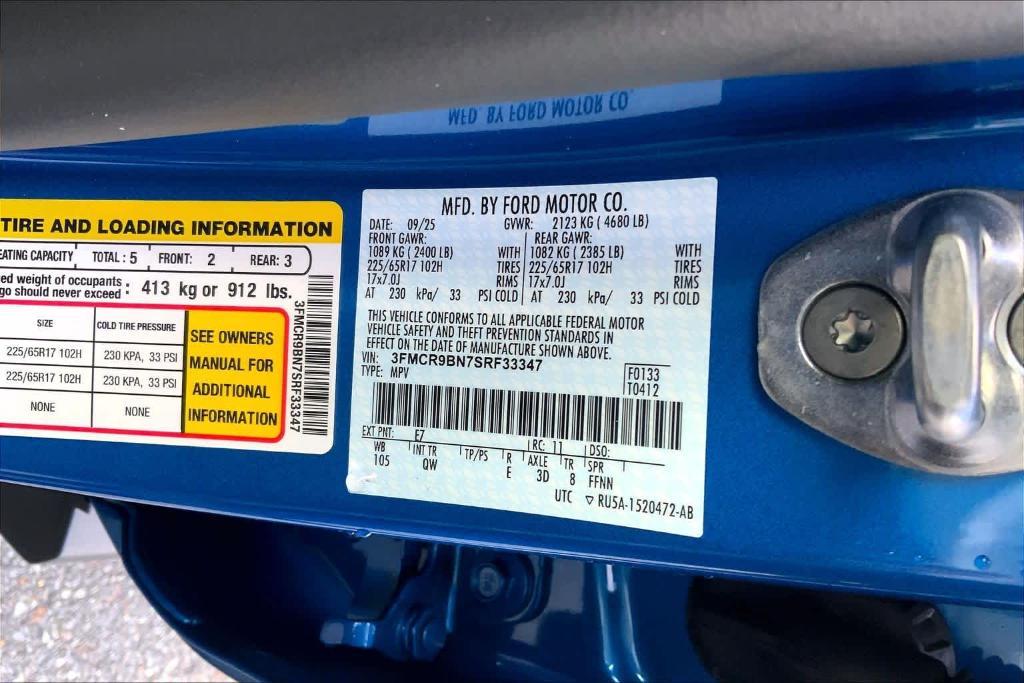 MFD. BY FORD MOTOR CO.
TIRE AND LOADING INFORMATION
EATING CAPACITY TOTAL : 5 FRONT: 2 REAR: 3
ed weight of occupants
go should never exceed : 413 kg or 912 lbs.
SIZE COLD TIRE PRESSURE
225/65R17 102H 230 KPA, 33 PSI
225/65R17 102H 230 KPA, 33 PSI
NONE NONE
SEE OWNERS
MANUAL FOR
ADDITIONAL
INFORMATION
3FMCR9BN7SRF33347
MFD. BY FORD MOTOR CO.
DATE: 09/25 GVWR: 2123 KG ( 4680 LB)
FRONT GAWR: REAR GAWR:
1089 KG ( 2400 LB) WITH 1082 KG ( 2385 LB) WITH
225/65R17 102H TIRES 225/65R17 102H TIRES
17x7.0J RIMS 17x7.0J RIMS
AT 230 kPa/ 33 PSI COLD AT 230 kPa/ 33 PSI COLD
THIS VEHICLE CONFORMS TO ALL APPLICABLE FEDERAL MOTOR
VEHICLE SAFETY AND THEFT PREVENTION STANDARDS IN
EFFECT ON THE DATE OF MANUFACTURE SHOWN ABOVE.
VIN: 3FMCR9BN7SRF33347
TYPE: MPV
F0133
T0412
EXT PNT: E7 RC: 11 DSO:
WB INT TR TP/PS R AXLE TR SPR
105 QW E 3D 8 FFNN
UTC ▽ RU5A-1520472-AB